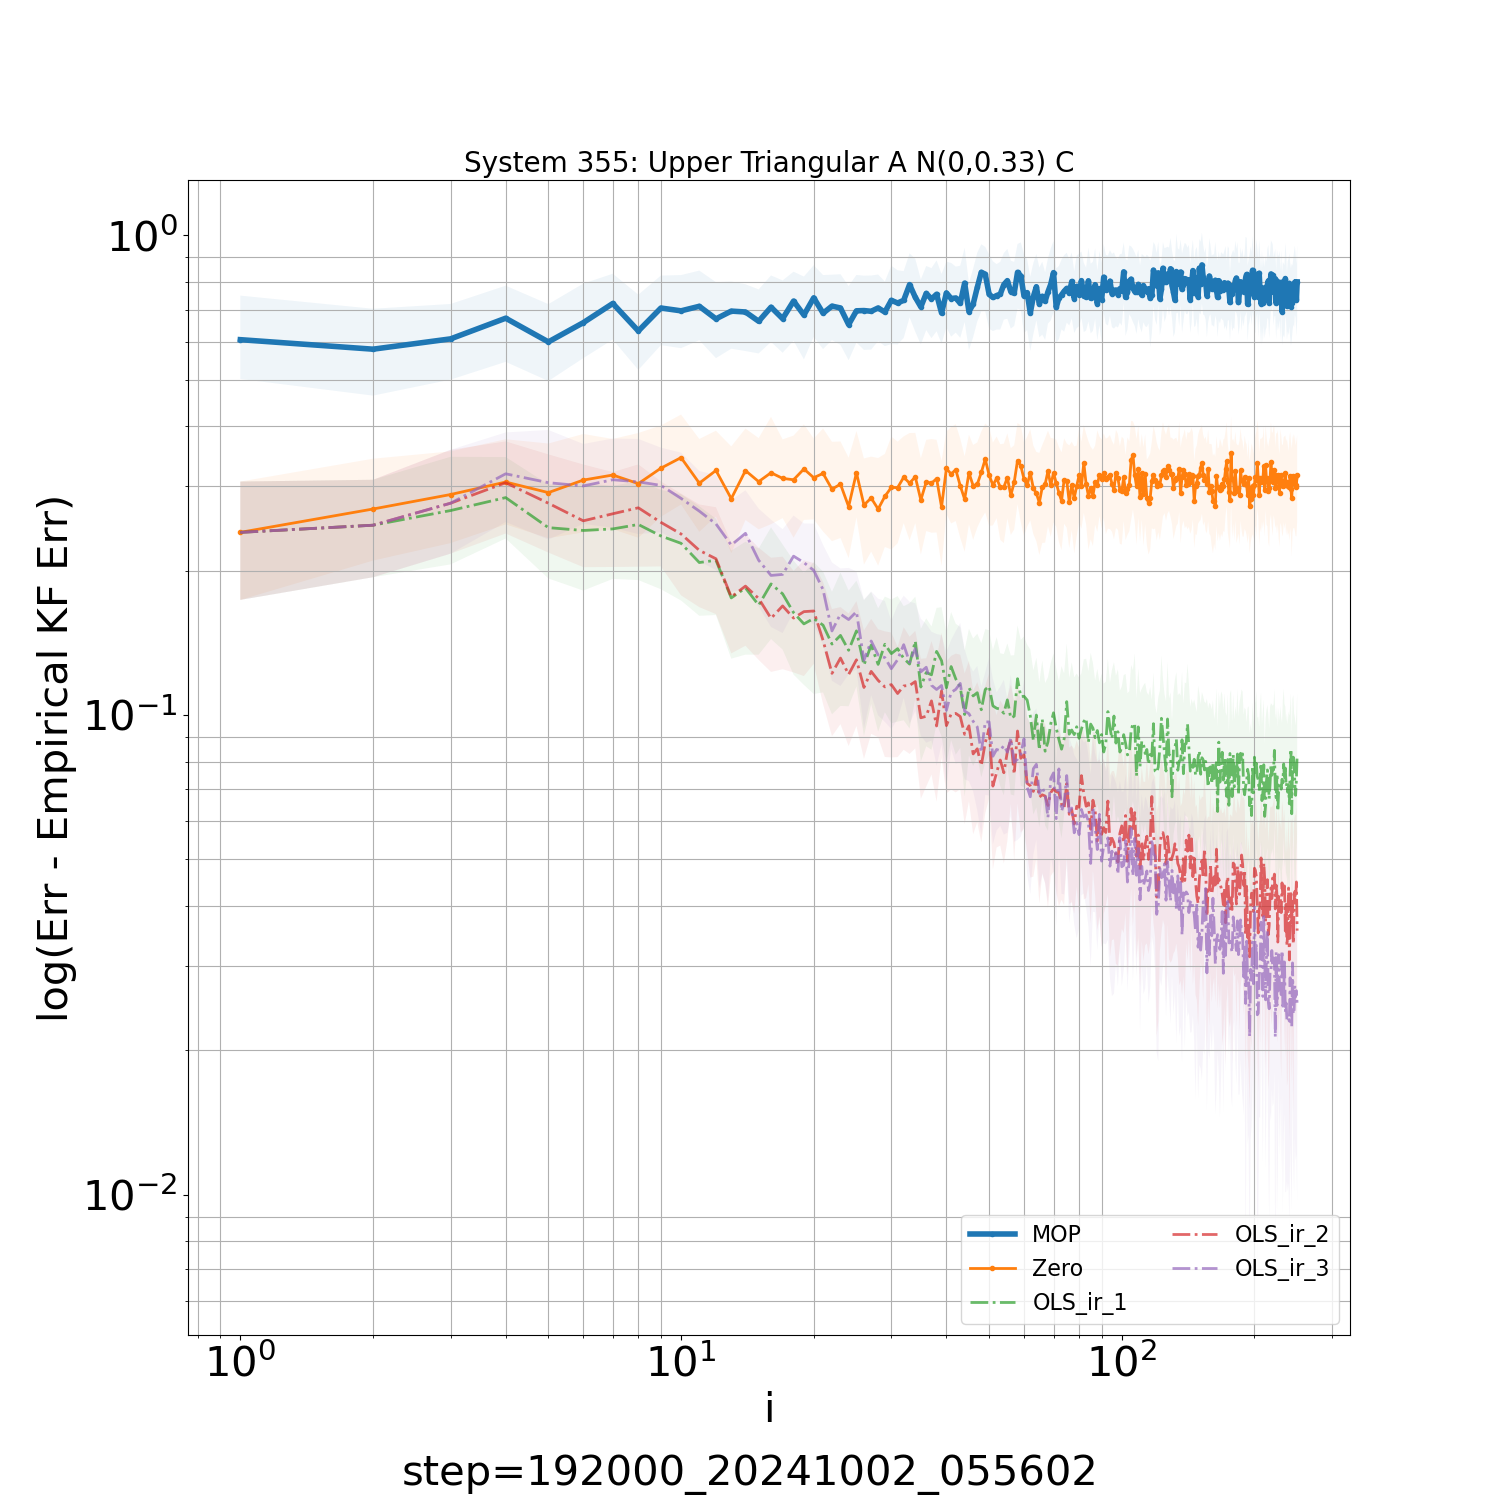 System 355: Upper Triangular A N(0,0.33) C
log(Err - Empirical KF Err)
10⁰
10⁻¹
10⁻²
MOP
Zero
OLS_ir_1
OLS_ir_2
OLS_ir_3
10⁰ 10¹ 10²
i
step=192000_20241002_055602